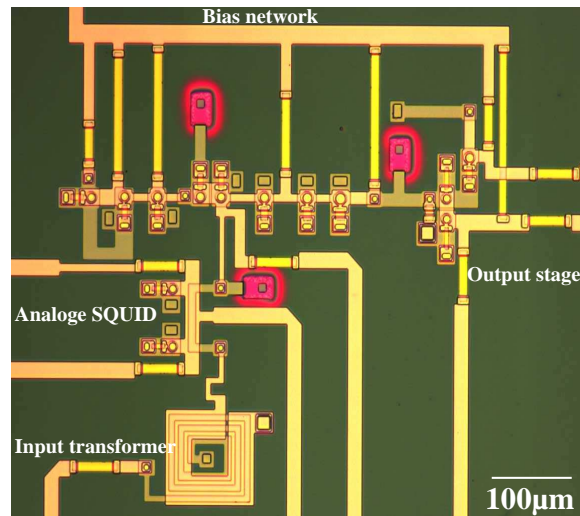 Bias network
Output stage
Analoge SQUID
Input transformer
100μm